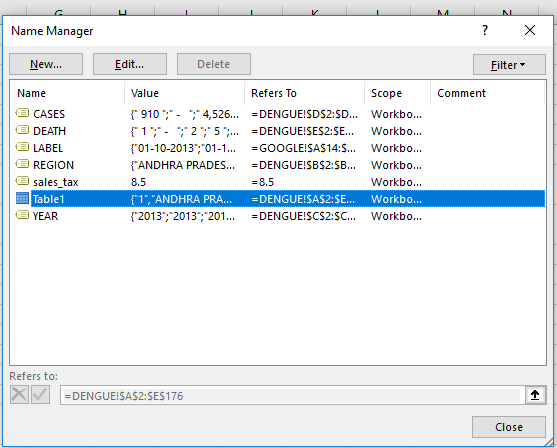 G H I J K L M N
Name Manager ? ×
New... Edit... Delete Filter
Name Value Refers To Scope Comment
CASES {" 910 ";" -   ";" 4,526... =DENGUE!$D$2:$D... Workbo...
DEATH {" 1 ";" -   ";" 2 ";" 5 ";... =DENGUE!$E$2:$E... Workbo...
LABEL {"01-10-2013";"01-1... =GOOGLE!$A$14:$... Workbo...
REGION {"ANDHRA PRADES... =DENGUE!$B$2:$B... Workbo...
sales_tax 8.5 =8.5 Workbo...
Table1 {"1","ANDHRA PRA... =DENGUE!$A$2:$E... Workbo...
YEAR {"2013";"2013";"201... =DENGUE!$C$2:$C... Workbo...
Refers to:
=DENGUE!$A$2:$E$176
Close